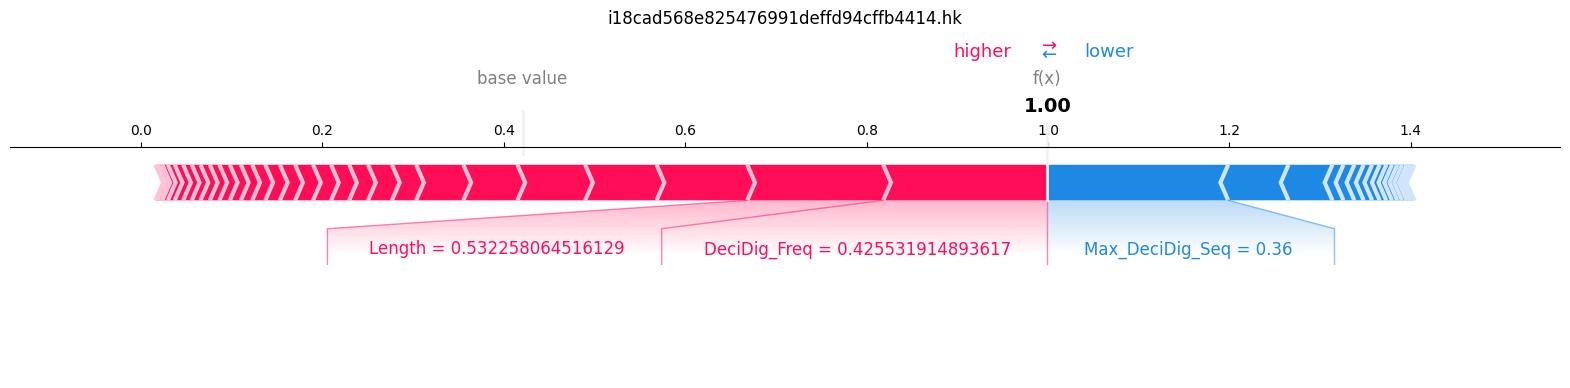 i18cad568e825476991deffd94cffb4414.hk
higher ⇄ lower
base value f(x)
1.00
0.0 0.2 0.4 0.6 0.8 1.0 1.2 1.4
Length = 0.532258064516129 DeciDig_Freq = 0.425531914893617 Max_DeciDig_Seq = 0.36